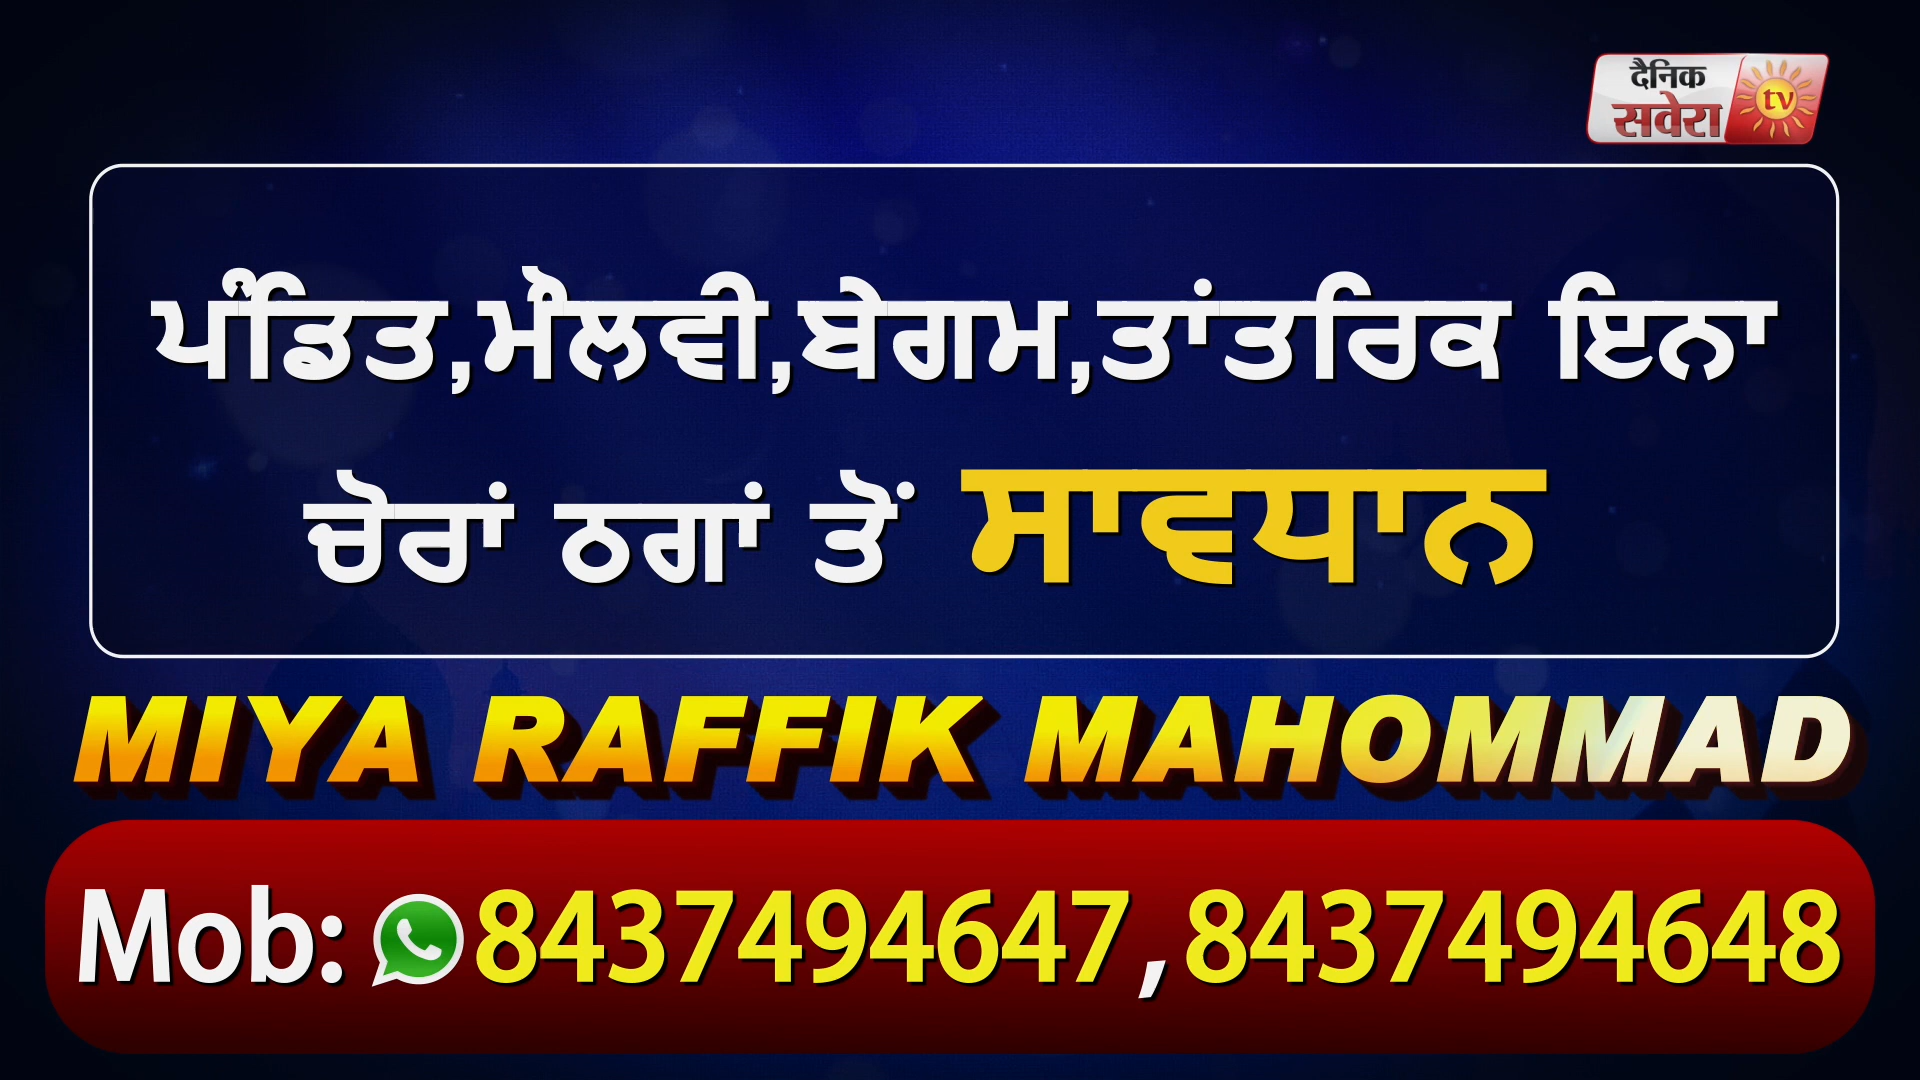 दैनिक
सवेरा tv
ਪੰਡਿਤ,ਮੌਲਵੀ,ਬੇਗਮ,ਤਾਂਤਰਿਕ ਇਨਾ
ਚੋਰਾਂ ਠਗਾਂ ਤੋਂ ਸਾਵਧਾਨ
MIYA RAFFIK MAHOMMAD
Mob: 8437494647,8437494648